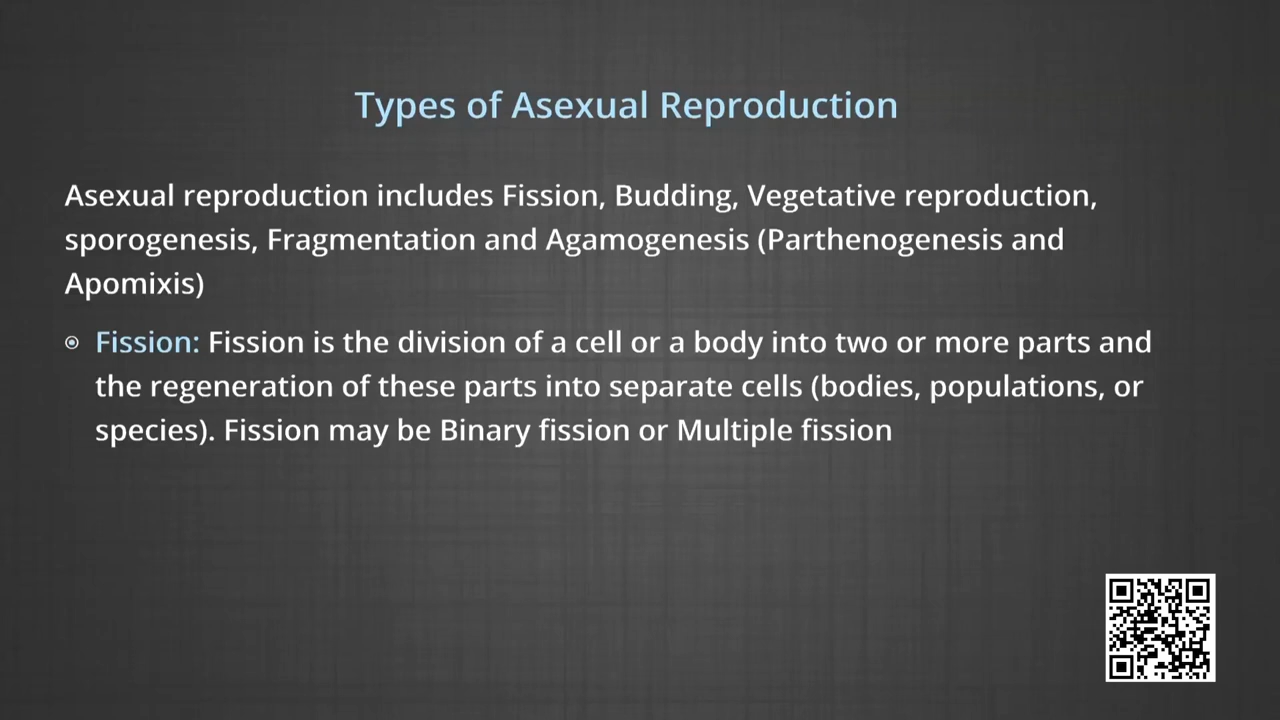 Types of Asexual Reproduction
Asexual reproduction includes Fission, Budding, Vegetative reproduction,
sporogenesis, Fragmentation and Agamogenesis (Parthenogenesis and
Apomixis)
Fission: Fission is the division of a cell or a body into two or more parts and
the regeneration of these parts into separate cells (bodies, populations, or
species). Fission may be Binary fission or Multiple fission